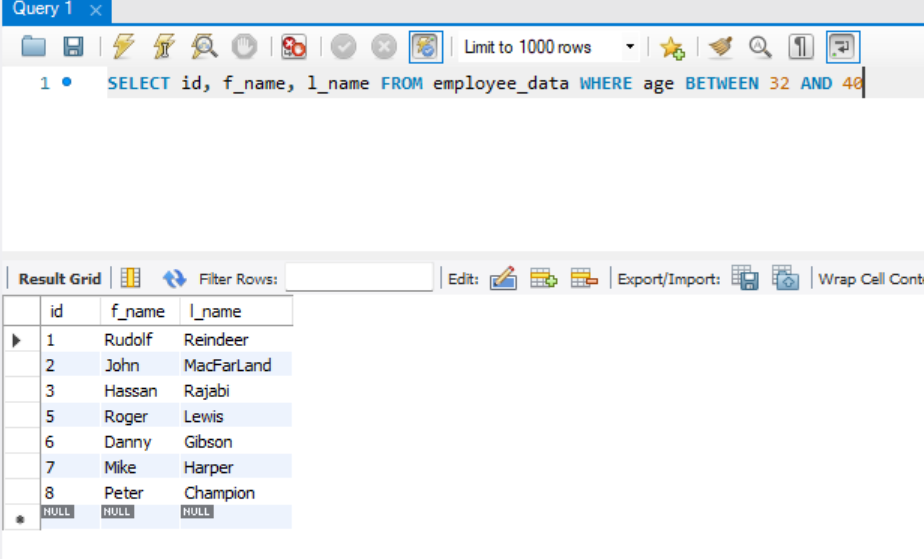 Query 1
Limit to 1000 rows
1 SELECT id, f_name, l_name FROM employee_data WHERE age BETWEEN 32 AND 40
Result Grid Filter Rows: Edit: Export/Import: Wrap Cell Conte
id f_name l_name
1 Rudolf Reindeer
2 John MacFarLand
3 Hassan Rajabi
5 Roger Lewis
6 Danny Gibson
7 Mike Harper
8 Peter Champion
NULL NULL NULL